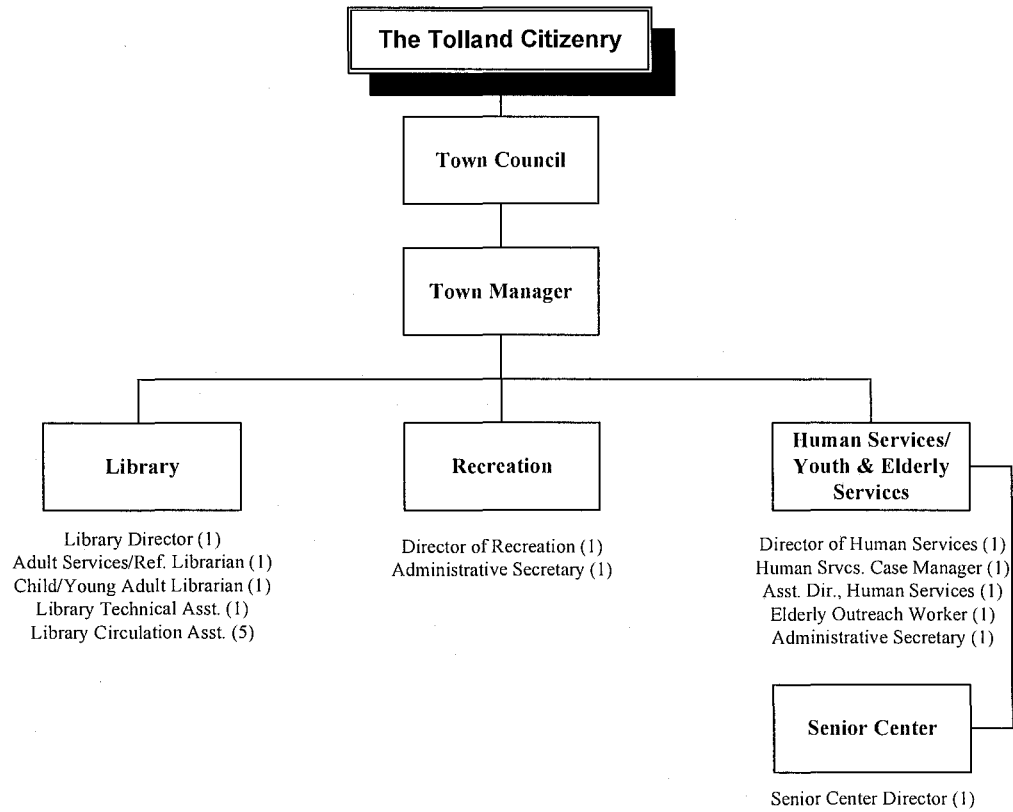 The Tolland Citizenry
Town Council
Town Manager
Library
Library Director (1)
Adult Services/Ref. Librarian (1)
Child/Young Adult Librarian (1)
Library Technical Asst. (1)
Library Circulation Asst. (5)
Recreation
Director of Recreation (1)
Administrative Secretary (1)
Human Services/
Youth & Elderly
Services
Director of Human Services (1)
Human Srvcs. Case Manager (1)
Asst. Dir., Human Services (1)
Elderly Outreach Worker (1)
Administrative Secretary (1)
Senior Center
Senior Center Director (1)